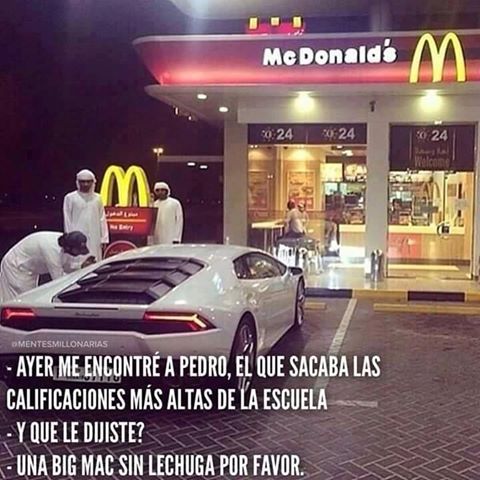 McDonald's
24
24
24
Welcome
No Entry
@MENTESMILLONARIAS
- AYER ME ENCONTRÉ A PEDRO, EL QUE SACABA LAS
CALIFICACIONES MÁS ALTAS DE LA ESCUELA
- Y QUE LE DIJISTE?
- UNA BIG MAC SIN LECHUGA POR FAVOR.